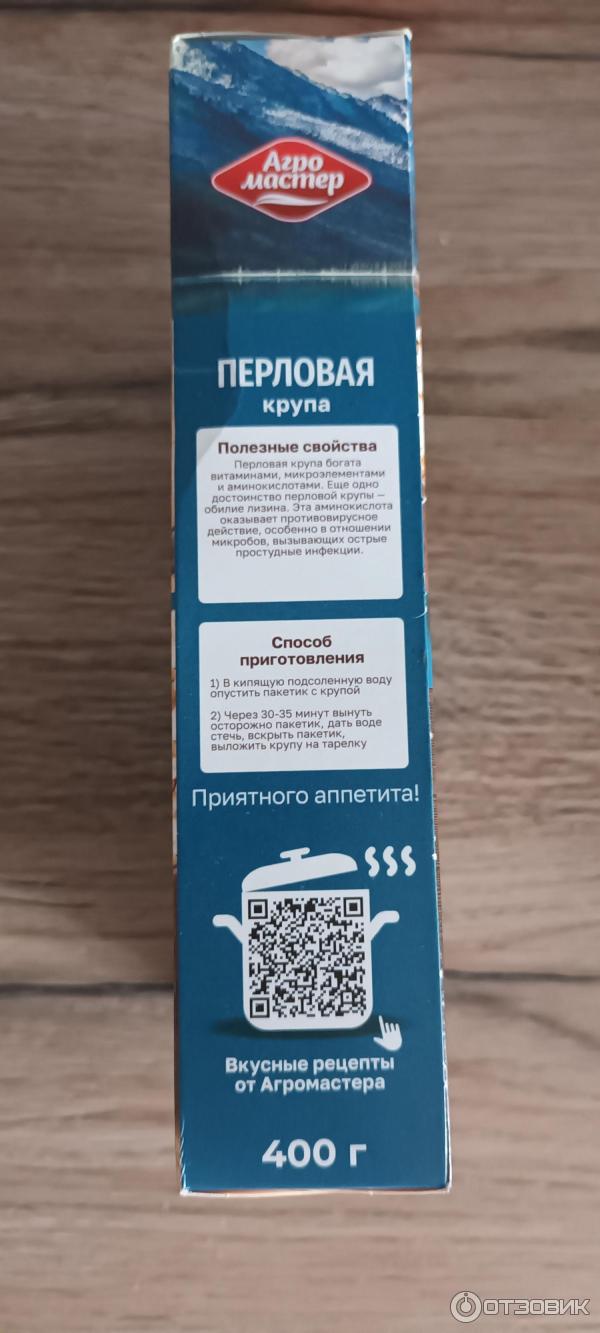 Агро
мастер
ПЕРЛОВАЯ
крупа
Полезные свойства
Перловая крупа богата
витаминами, микроэлементами
и аминокислотами. Еще одно
достоинство перловой крупы —
обилие лизина. Эта аминокислота
оказывает противовирусное
действие, особенно в отношении
микробов, вызывающих острые
простудные инфекции.
Способ
приготовления
1) В кипящую подсоленную воду
опустить пакетик с крупой
2) Через 30-35 минут вынуть
осторожно пакетик, дать воде
стечь, вскрыть пакетик,
выложить крупу на тарелку
Приятного аппетита!
Вкусные рецепты
от Агромастера
400 г
ОТЗОВИК